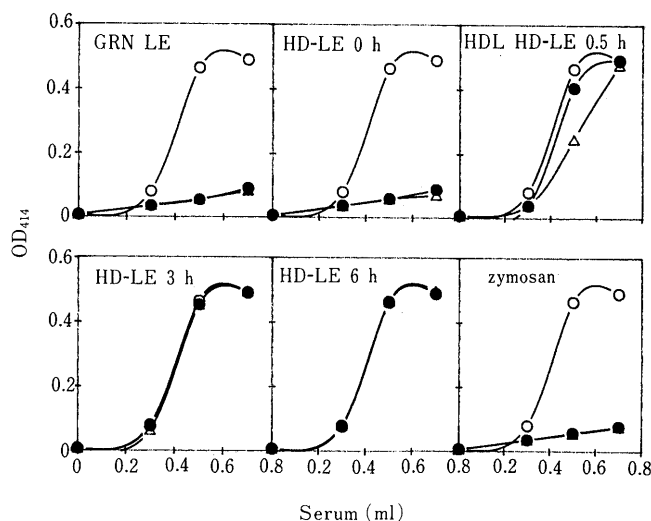 0.6
GRN LE
HD-LE 0 h
HDL HD-LE 0.5 h
0.4
0.2
0
OD414
0.6
HD-LE 3 h
HD-LE 6 h
zymosan
0.4
0.2
0
0 0.2 0.4 0.6 0.8 0.2 0.4 0.6 0.8 0.2 0.4 0.6 0.8
Serum (ml)